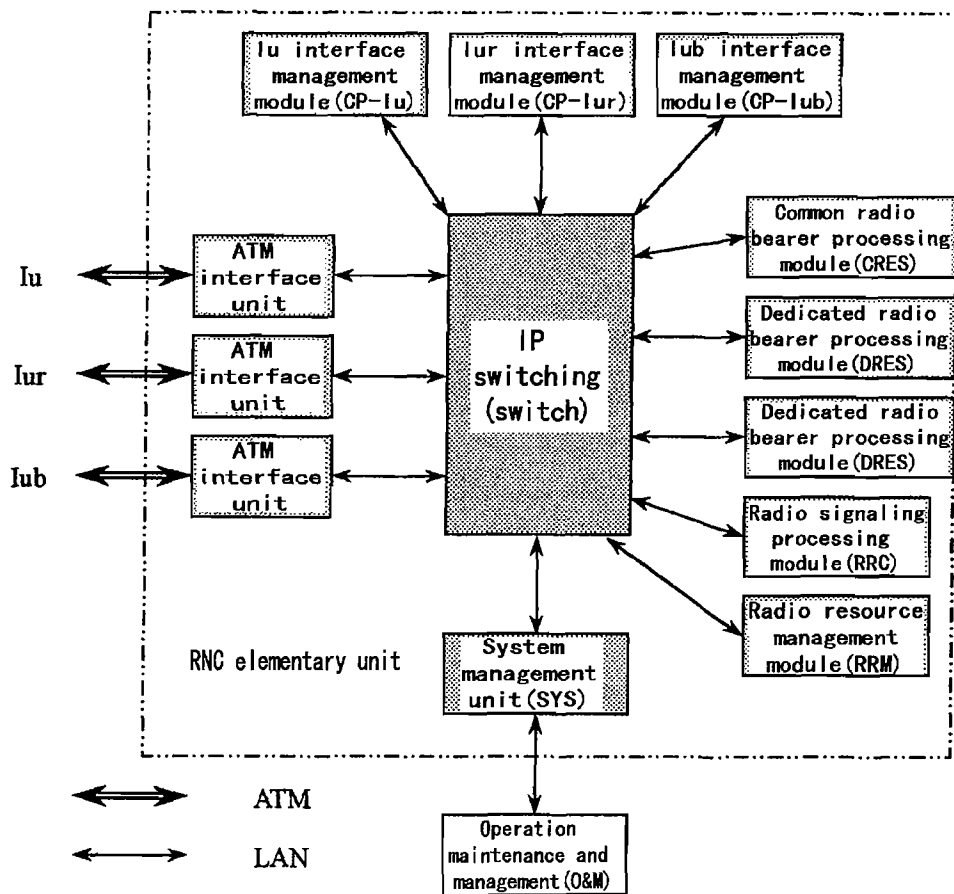 Iu interface
management
module(CP-Iu)
Iur interface
management
module(CP-Iur)
Iub interface
management
module(CP-Iub)
Common radio
bearer processing
module(CRES)
Iu
ATM
interface
unit
Dedicated radio
bearer processing
module(DRES)
Iur
ATM
interface
unit
IP
switching
(switch)
Dedicated radio
bearer processing
module(DRES)
Iub
ATM
interface
unit
Radio signaling
processing
module(RRC)
Radio resource
management
module(RRM)
RNC elementary unit
System
management
unit(SYS)
ATM
LAN
Operation
maintenance and
management(O&M)